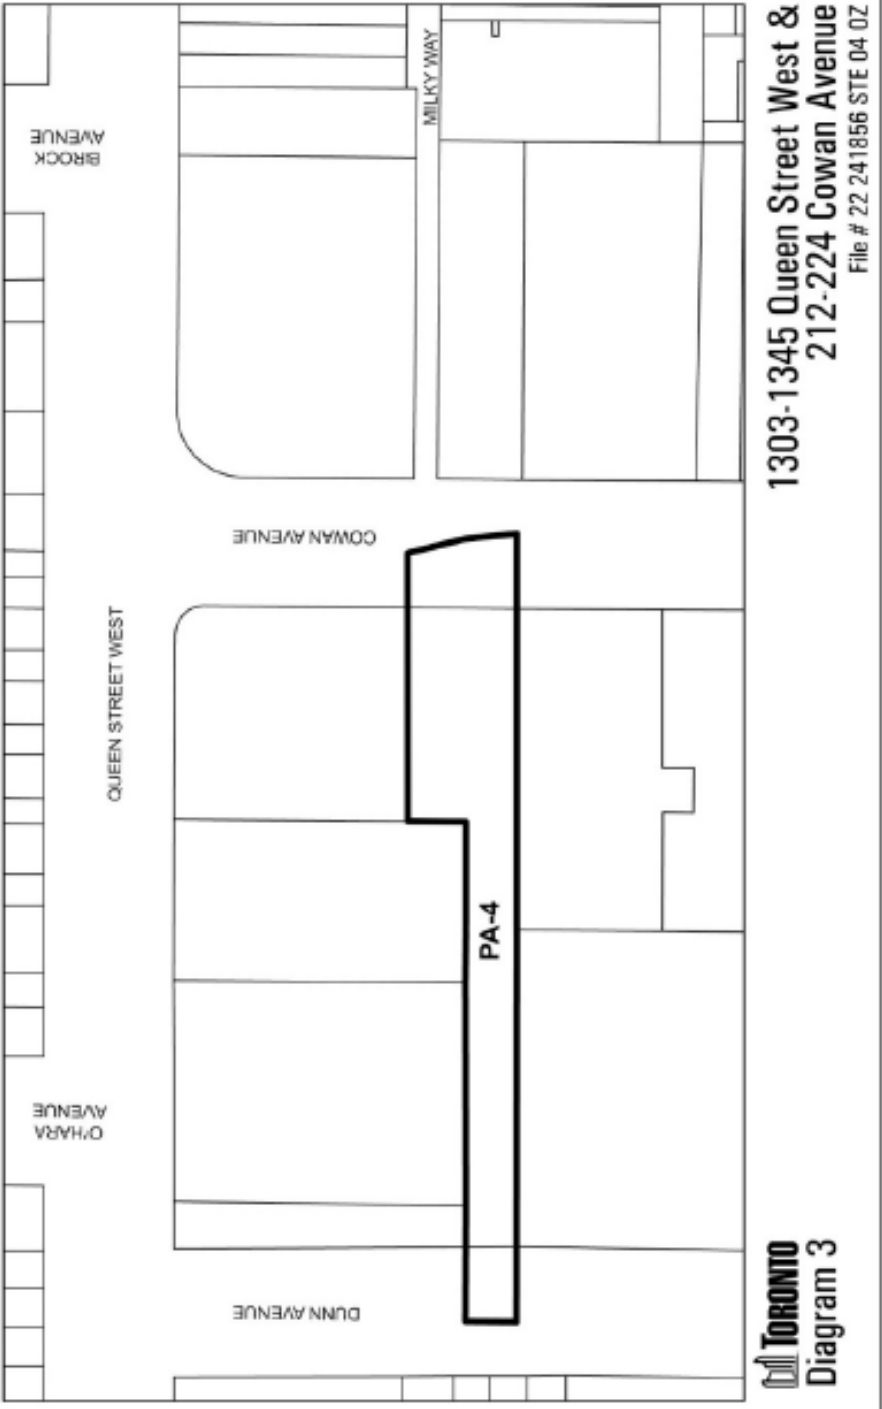 BROCK
AVENUE
MILKY WAY
COWAN AVENUE
QUEEN STREET WEST
PA-4
O'HARA
AVENUE
DUNN AVENUE
TORONTO
Diagram 3
1303-1345 Queen Street West &
212-224 Cowan Avenue
File # 22 241856 STE 04 OZ